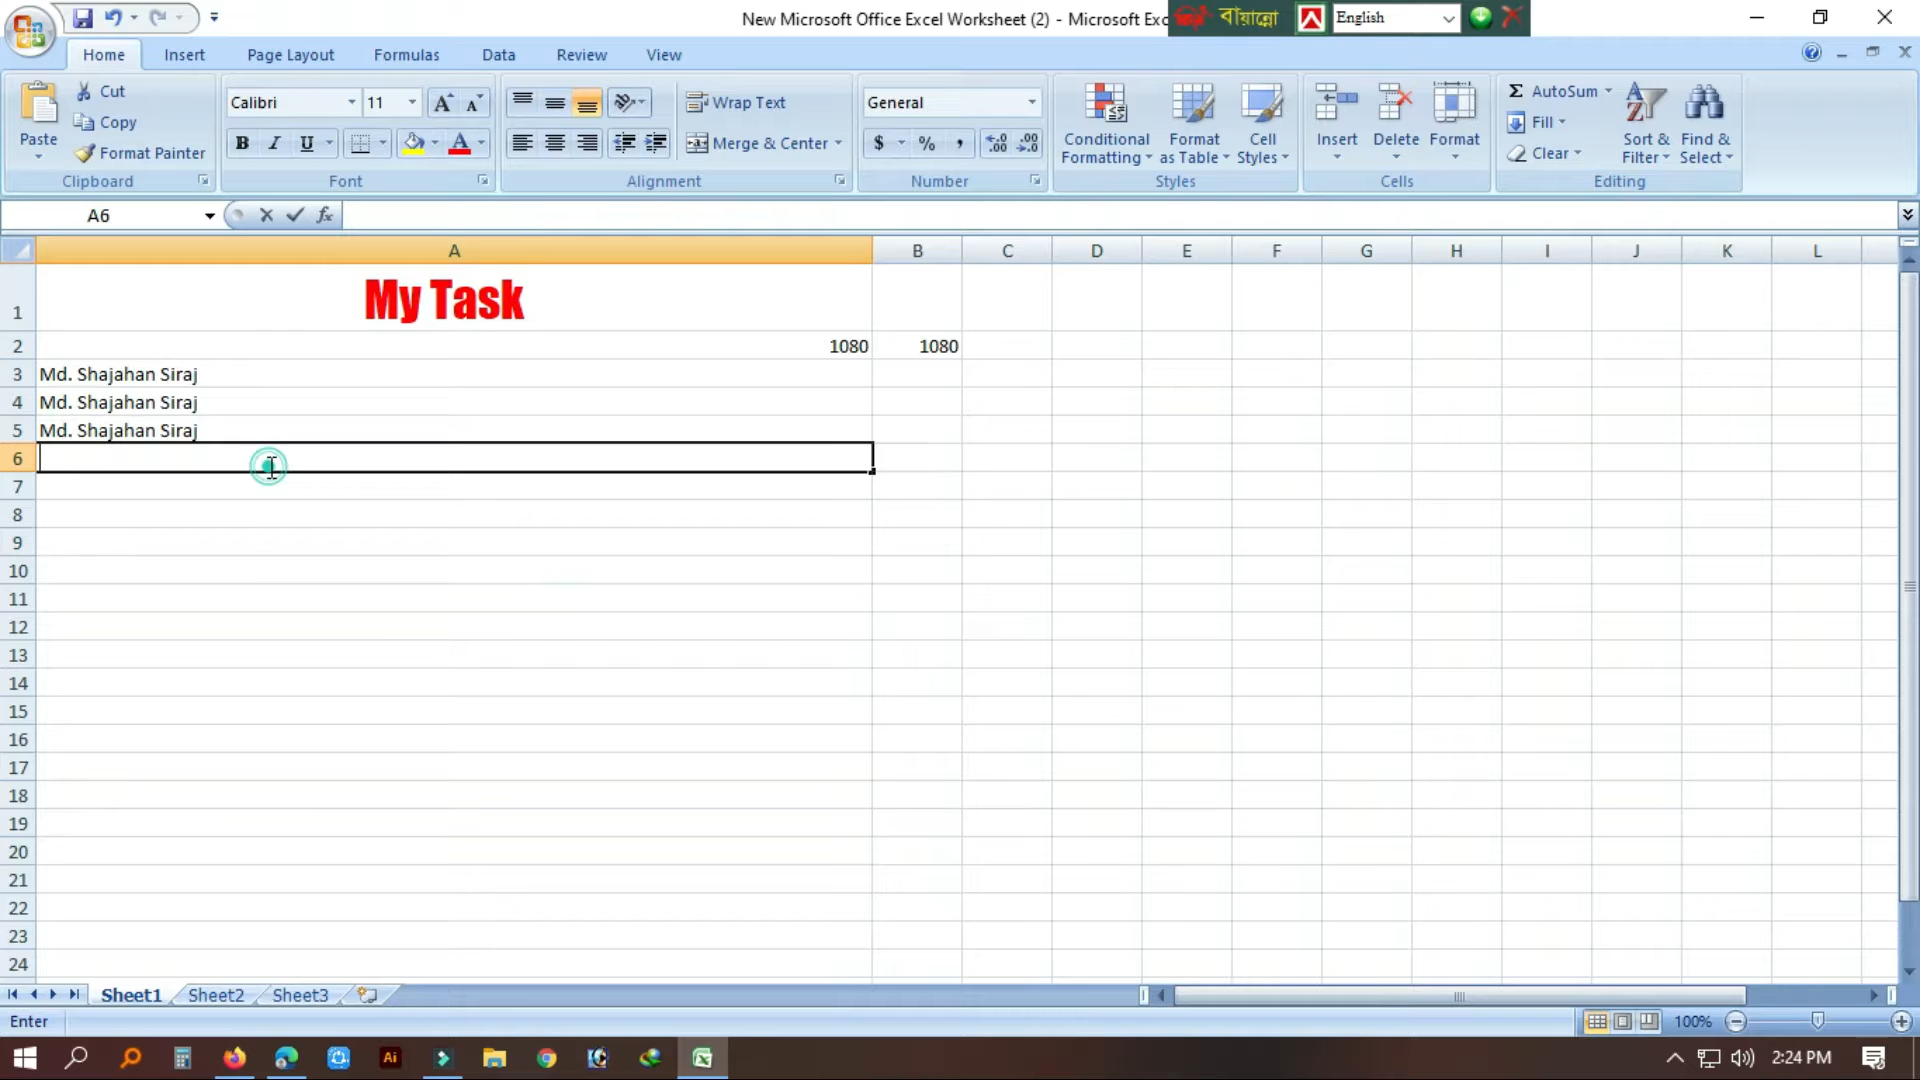 New Microsoft Office Excel Worksheet (2) - Microsoft Exc
বায়ান্নো
English
Home Insert Page Layout Formulas Data Review View
Paste
Cut
Copy
Format Painter
Clipboard
Calibri 11
Font
Wrap Text
Merge & Center
Alignment
General
$ % ,
Number
Conditional Formatting
Format as Table
Cell Styles
Styles
Insert Delete Format
Cells
Σ AutoSum
Fill
Clear
Sort & Filter
Find & Select
Editing
A6 fx
A B C D E F G H I J K L
1 My Task
2 1080 1080
3 Md. Shajahan Siraj
4 Md. Shajahan Siraj
5 Md. Shajahan Siraj
6
7
8
9
10
11
12
13
14
15
16
17
18
19
20
21
22
23
24
Sheet1 Sheet2 Sheet3
Enter 100%
Ai 2:24 PM